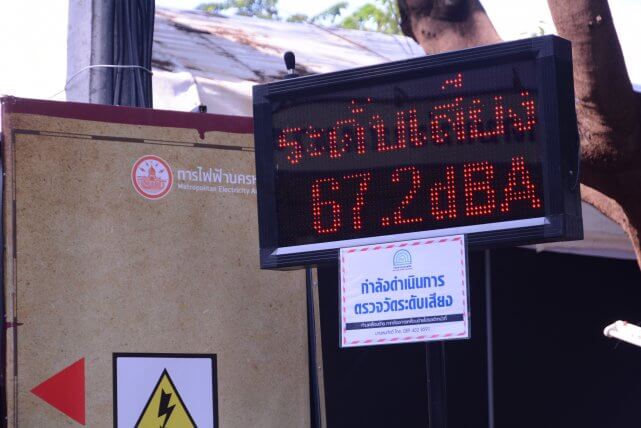 การไฟฟ้านคร
Metropolitan Electricity Au
ระดับเสียง
67.2dBA
กำลังดำเนินการ
ตรวจวัดระดับเสียง